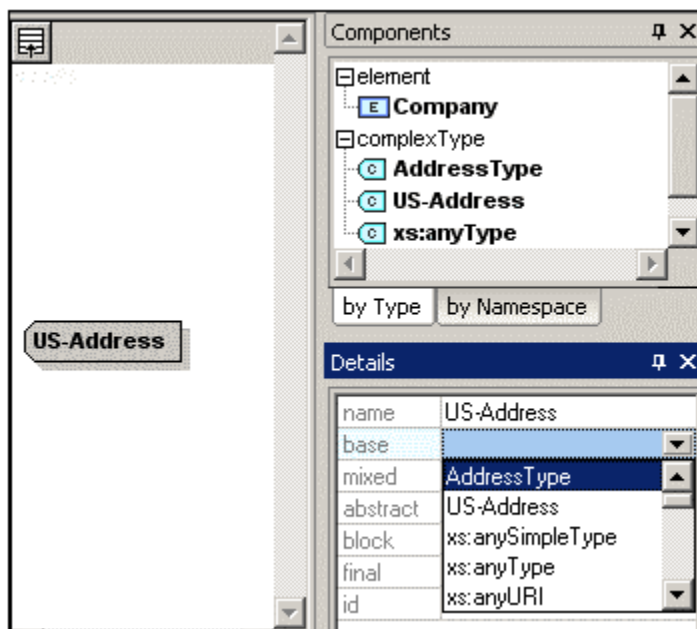 Components
element
E Company
complexType
C AddressType
C US-Address
C xs:anyType
by Type by Namespace
US-Address
Details
name US-Address
base
mixed AddressType
abstract US-Address
block xs:anySimpleType
final xs:anyType
id xs:anyURI